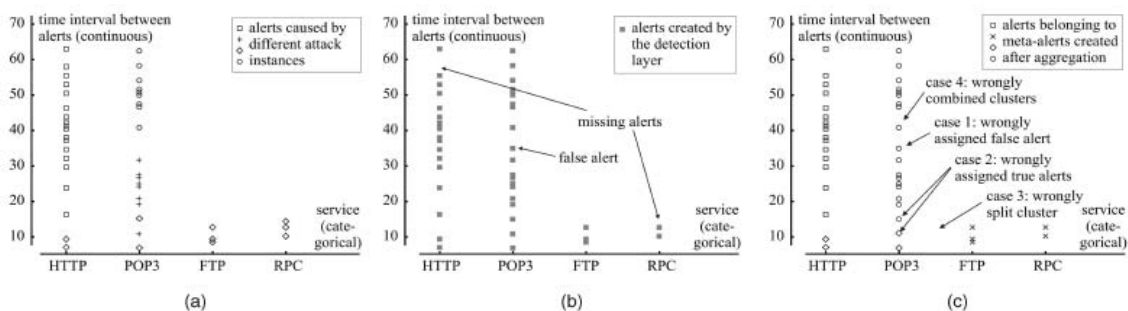 time interval between
alerts (continuous)
70
60
50
40
30
20
10
□ alerts caused by
+ different attack
◇ instances
○
service
(cate-
gorical)
HTTP POP3 FTP RPC
(a)
time interval between
alerts (continuous)
70
60
50
40
30
20
10
alerts created by
the detection
layer
missing alerts
false alert
service
(cate-
gorical)
HTTP POP3 FTP RPC
(b)
time interval between
alerts (continuous)
70
60
50
40
30
20
10
□ alerts belonging to
× meta-alerts created
◇ after aggregation
○
case 4: wrongly
combined clusters
case 1: wrongly
assigned false alert
case 2: wrongly
assigned true alerts
case 3: wrongly
split cluster
service
(cate-
gorical)
HTTP POP3 FTP RPC
(c)